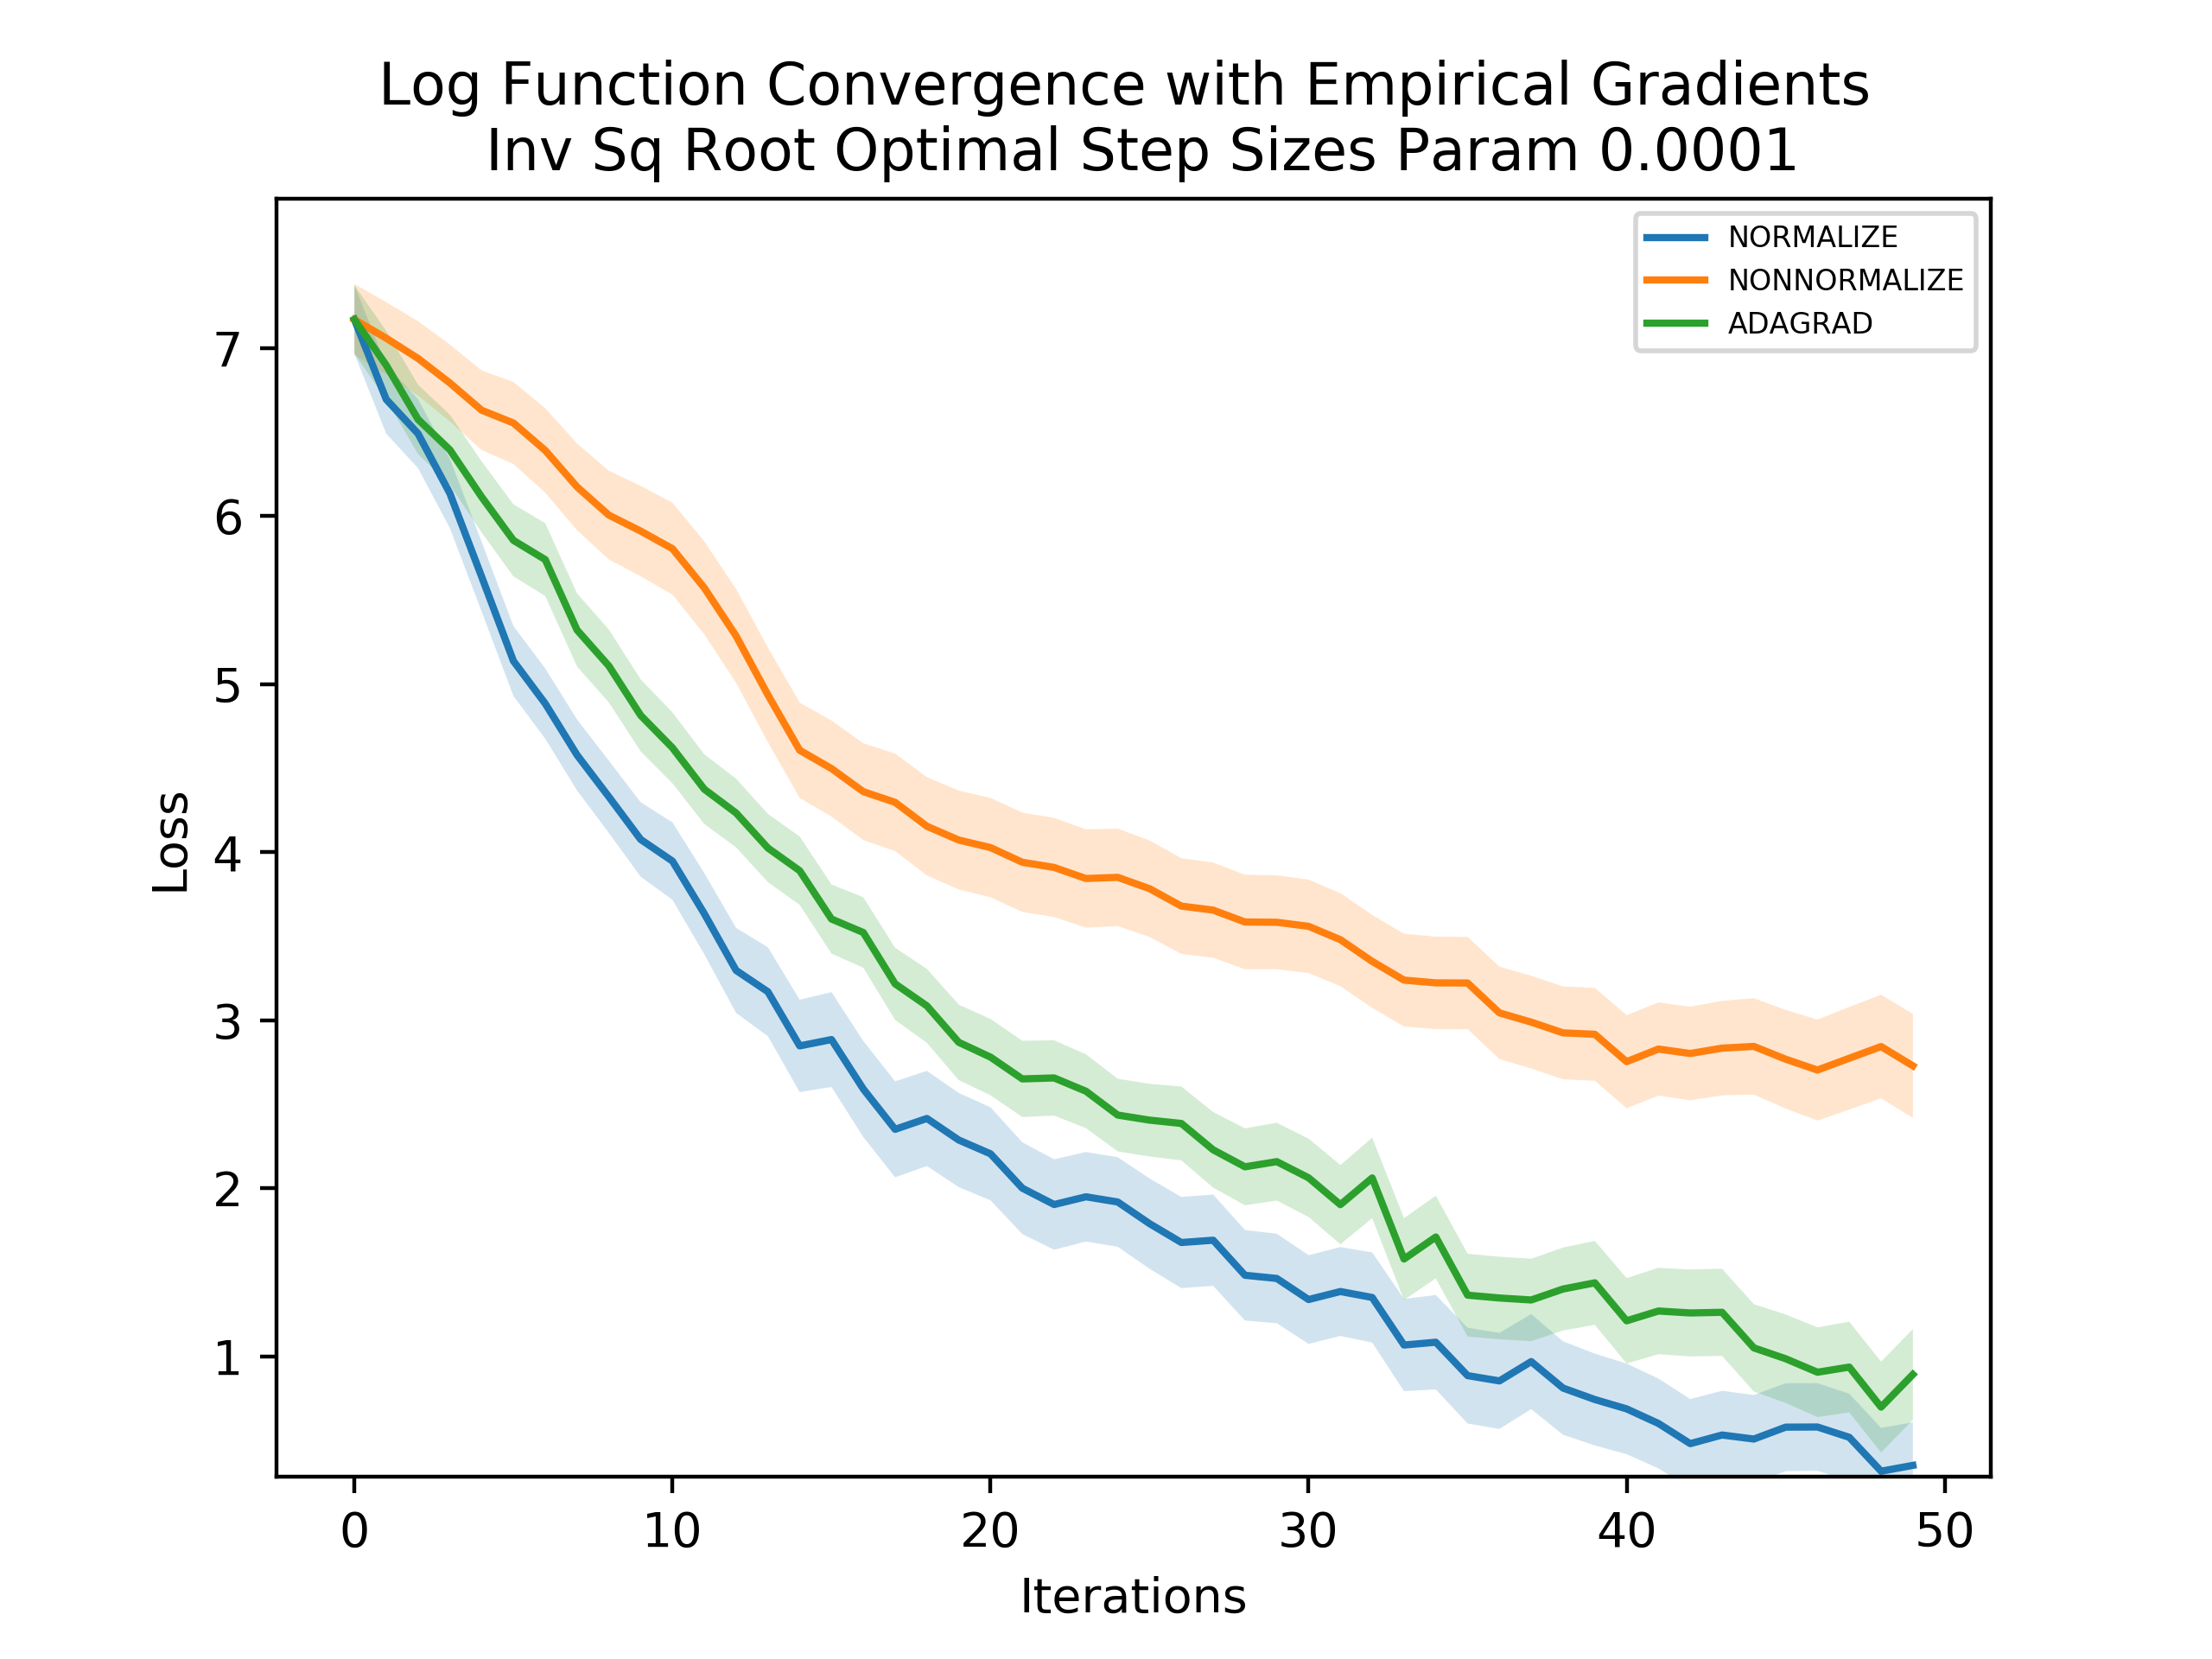 Log Function Convergence with Empirical Gradients
Inv Sq Root Optimal Step Sizes Param 0.0001
NORMALIZE
NONNORMALIZE
ADAGRAD
7
6
5
4
3
2
1
Loss
0 10 20 30 40 50
Iterations